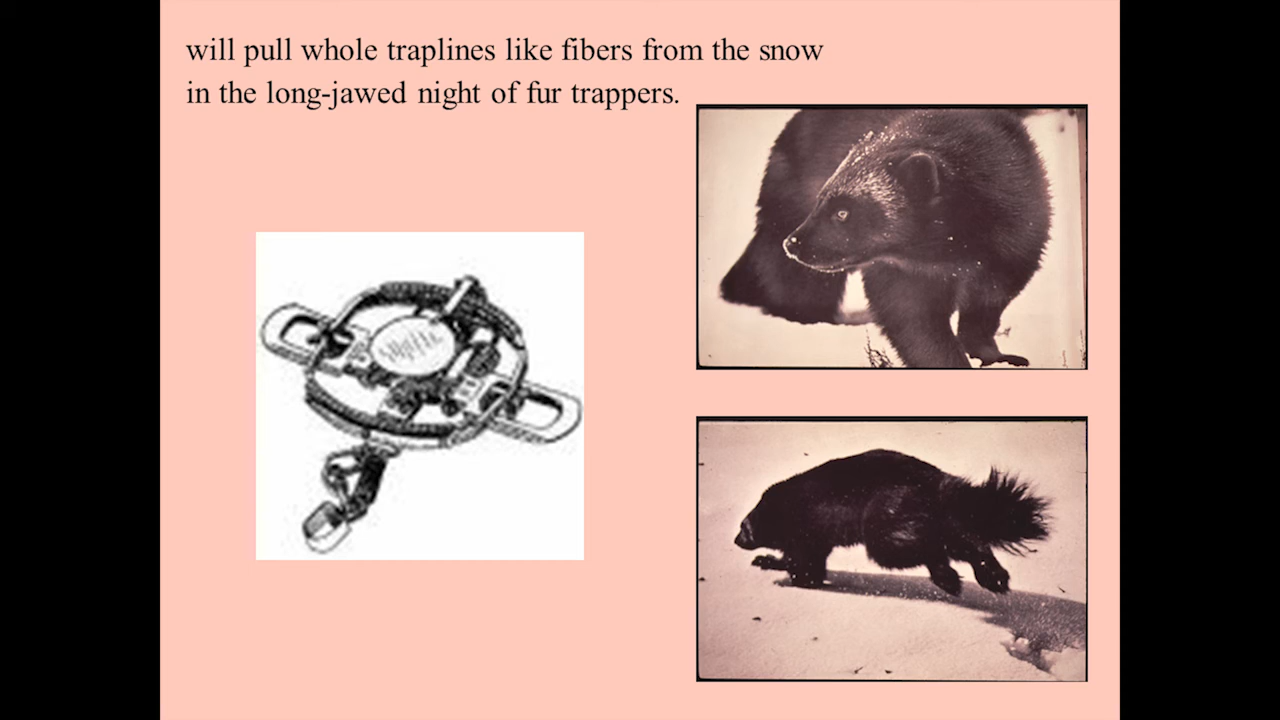 will pull whole traplines like fibers from the snow
in the long-jawed night of fur trappers.